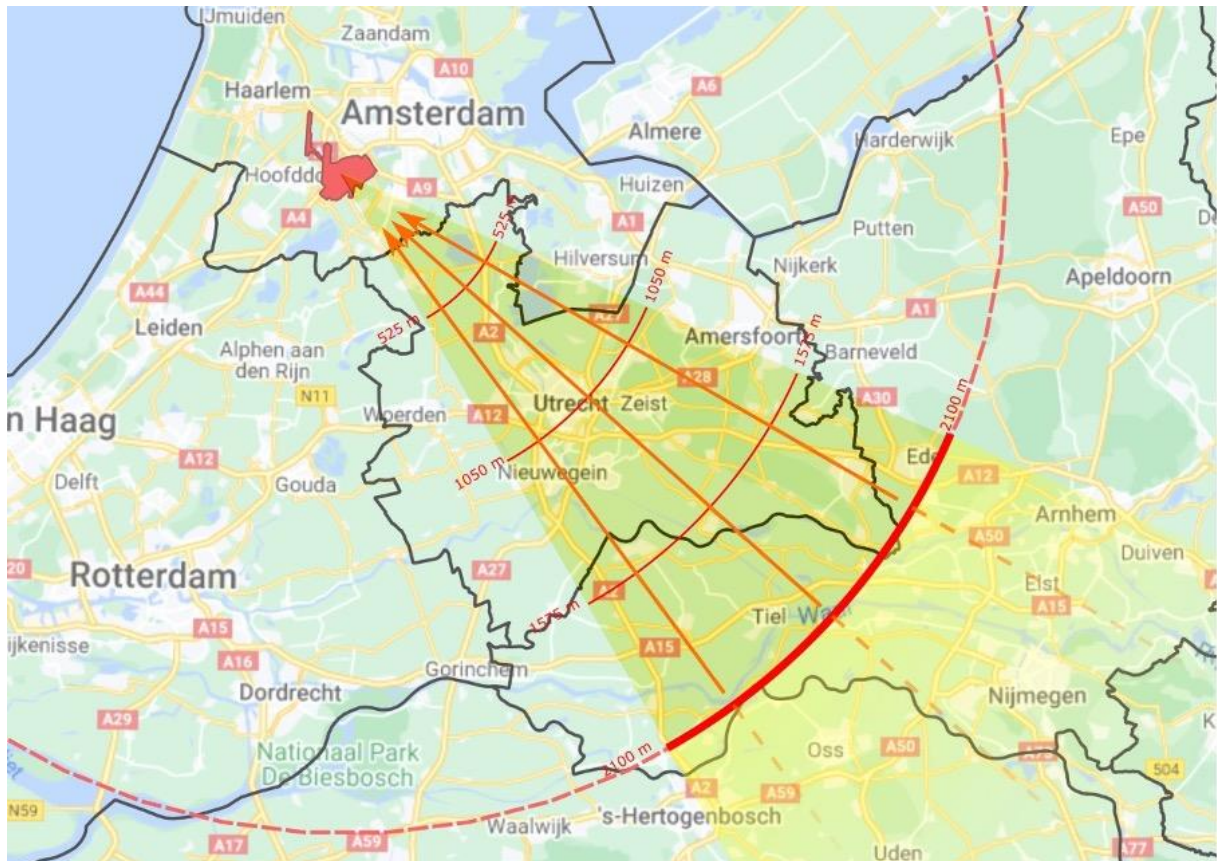 IJmuiden
Zaandam
A10
Haarlem
A6
Amsterdam
Almere
Harderwijk
Epe
Hoofddo
A9
Huizen
A50
A4
525 m
A1
Putten
Hilversum
Nijkerk
Apeldoorn
A44
1050 m
Leiden
525 m
A2
A27
A1
Alphen aan
den Rijn
Amersfoort
1575 m
Barneveld
N11
A28
A30
n Haag
Woerden
A12
Utrecht
Zeist
2100 m
A12
Ede
Delft
Gouda
1050 m
Nieuwegein
A12
Arnhem
A50
Duiven
20
Rotterdam
A27
Elst
A2
A15
1575 m
Tiel
Waal
A15
ijkenisse
A16
Gorinchem
A15
Dordrecht
Nijmegen
A29
Nationaal Park
De Biesbosch
2100 m
Oss
A50
A73
504
N59
A2
A59
Waalwijk
's-Hertogenbosch
A17
A59
Uden
A77